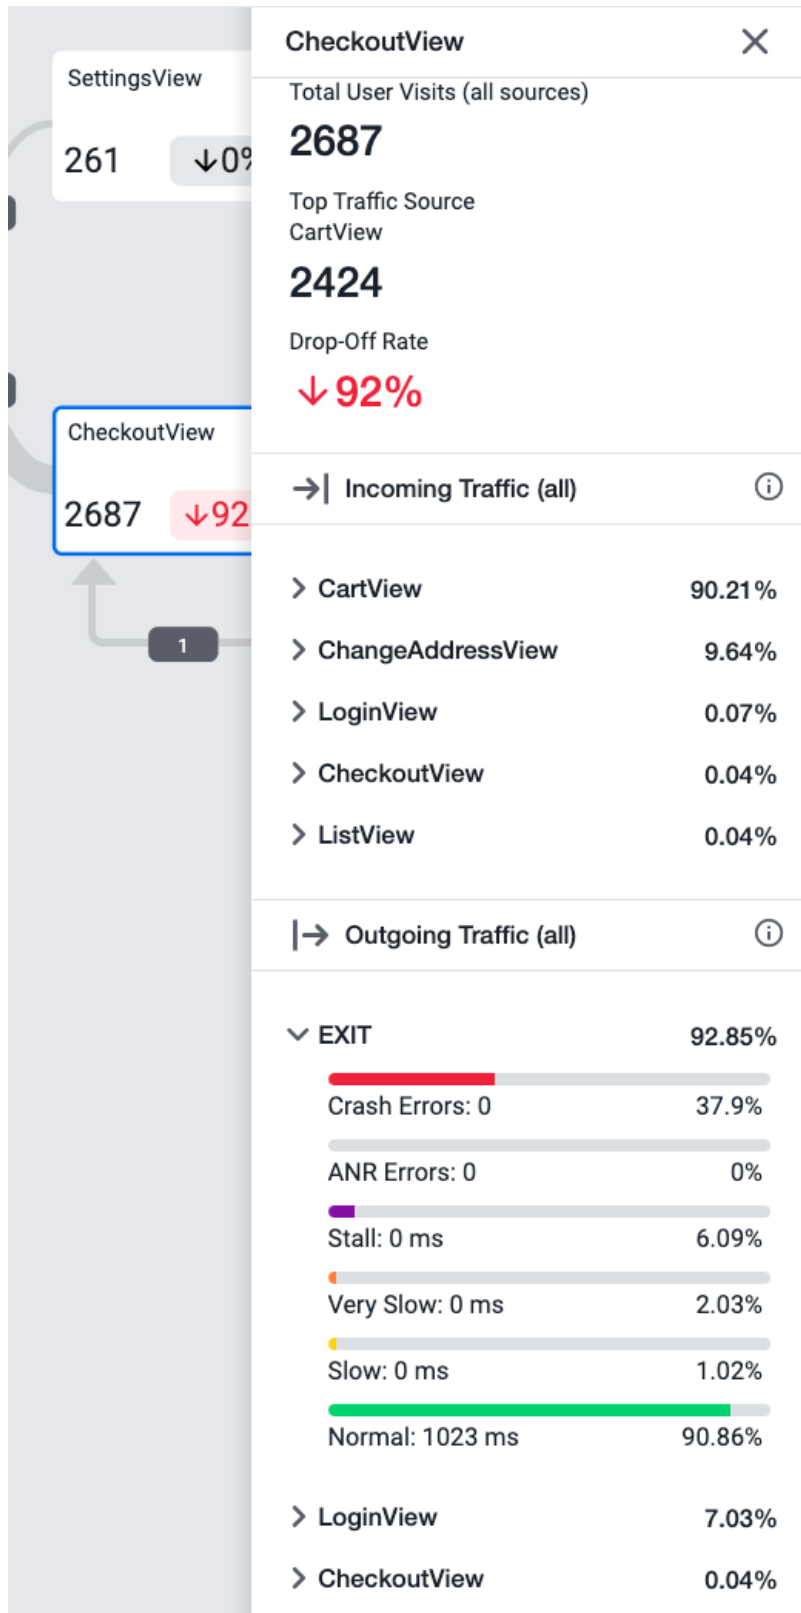 SettingsView
261
↓0%
CheckoutView
2687
↓92
1
CheckoutView
Total User Visits (all sources)
2687
Top Traffic Source
CartView
2424
Drop-Off Rate
↓92%
Incoming Traffic (all)
CartView 90.21%
ChangeAddressView 9.64%
LoginView 0.07%
CheckoutView 0.04%
ListView 0.04%
Outgoing Traffic (all)
EXIT 92.85%
Crash Errors: 0 37.9%
ANR Errors: 0 0%
Stall: 0 ms 6.09%
Very Slow: 0 ms 2.03%
Slow: 0 ms 1.02%
Normal: 1023 ms 90.86%
LoginView 7.03%
CheckoutView 0.04%